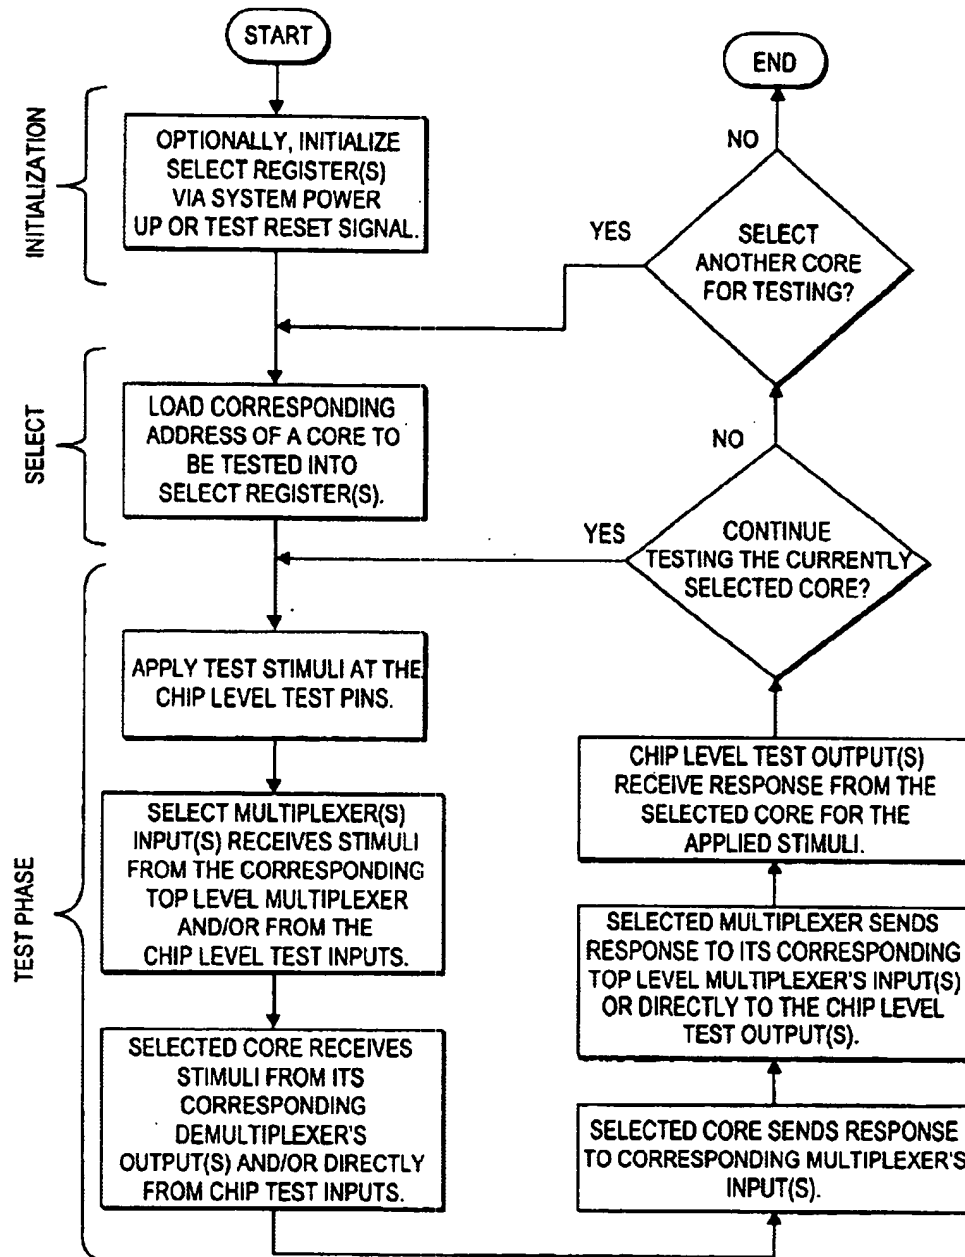 START
INITIALIZATION
OPTIONALLY, INITIALIZE
SELECT REGISTER(S)
VIA SYSTEM POWER
UP OR TEST RESET SIGNAL.
SELECT
LOAD CORRESPONDING
ADDRESS OF A CORE TO
BE TESTED INTO
SELECT REGISTER(S).
TEST PHASE
APPLY TEST STIMULI AT THE
CHIP LEVEL TEST PINS.
SELECT MULTIPLEXER(S)
INPUT(S) RECEIVES STIMULI
FROM THE CORRESPONDING
TOP LEVEL MULTIPLEXER
AND/OR FROM THE
CHIP LEVEL TEST INPUTS.
SELECTED CORE RECEIVES
STIMULI FROM ITS
CORRESPONDING
DEMULTIPLEXER'S
OUTPUT(S) AND/OR DIRECTLY
FROM CHIP TEST INPUTS.
SELECTED CORE SENDS RESPONSE
TO CORRESPONDING MULTIPLEXER'S
INPUT(S).
SELECTED MULTIPLEXER SENDS
RESPONSE TO ITS CORRESPONDING
TOP LEVEL MULTIPLEXER'S INPUT(S)
OR DIRECTLY TO THE CHIP LEVEL
TEST OUTPUT(S).
CHIP LEVEL TEST OUTPUT(S)
RECEIVE RESPONSE FROM THE
SELECTED CORE FOR THE
APPLIED STIMULI.
CONTINUE
TESTING THE CURRENTLY
SELECTED CORE?
YES
NO
SELECT
ANOTHER CORE
FOR TESTING?
YES
NO
END